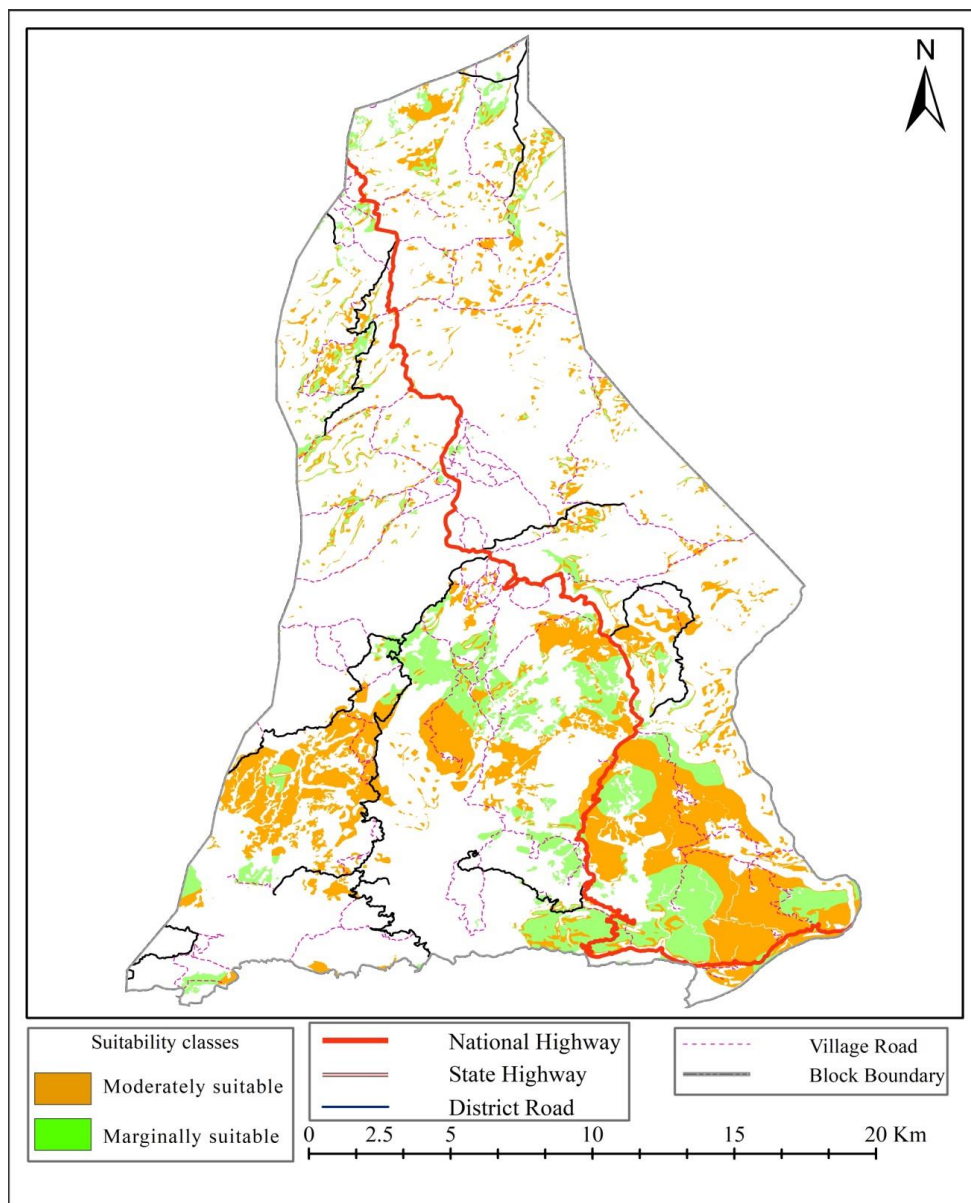 N
Suitability classes
Moderately suitable
Marginally suitable
National Highway
State Highway
District Road
Village Road
Block Boundary
0 2.5 5 10 15 20 Km